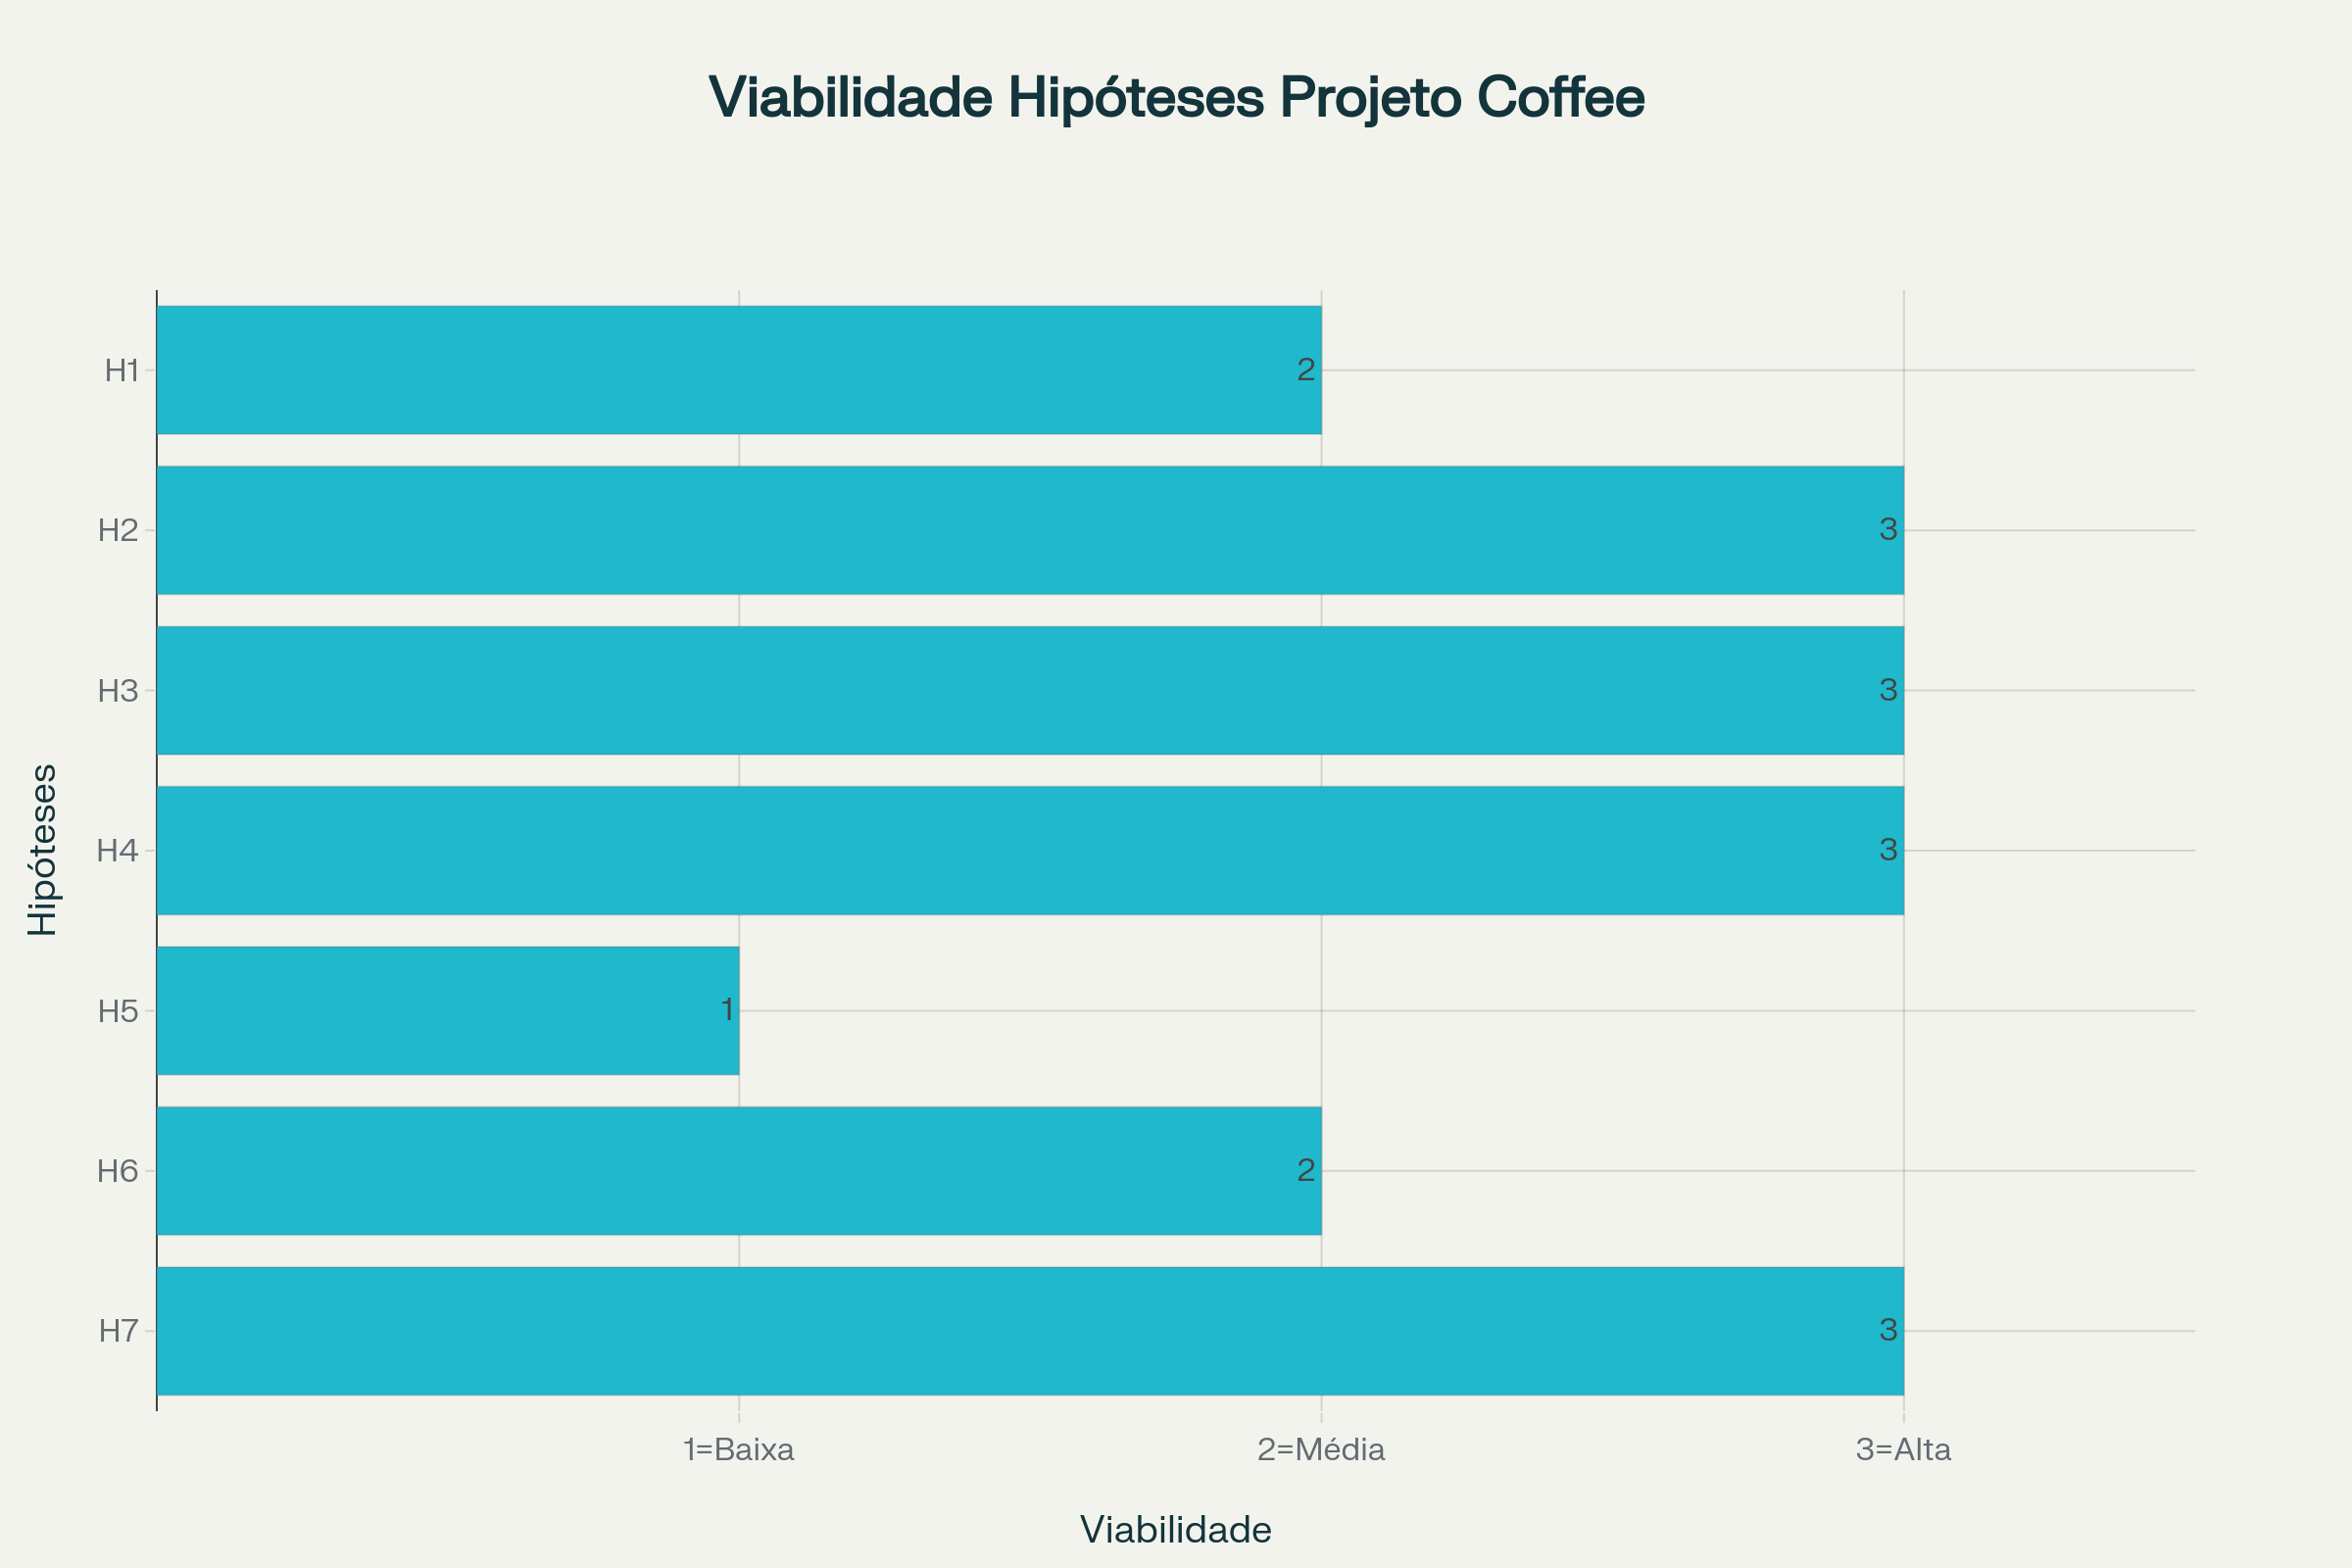 Viabilidade Hipóteses Projeto Coffee
Hipóteses
H1
2
H2
3
H3
3
H4
3
H5
1
H6
2
H7
3
1=Baixa
2=Média
3=Alta
Viabilidade